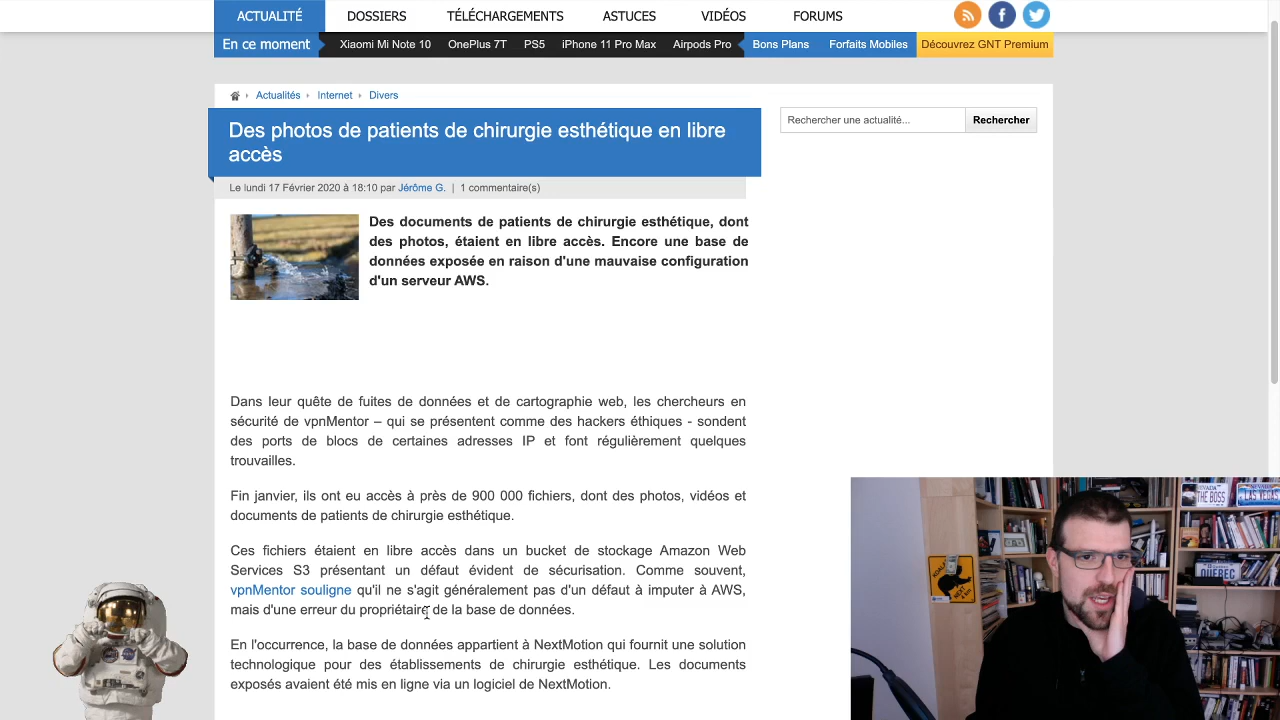 ACTUALITÉ DOSSIERS TÉLÉCHARGEMENTS ASTUCES VIDÉOS FORUMS
En ce moment Xiaomi Mi Note 10 OnePlus 7T PS5 iPhone 11 Pro Max Airpods Pro Bons Plans Forfaits Mobiles Découvrez GNT Premium
Actualités Internet Divers
Des photos de patients de chirurgie esthétique en libre
accès
Rechercher une actualité... Rechercher
Le lundi 17 Février 2020 à 18:10 par Jérôme G. | 1 commentaire(s)
Des documents de patients de chirurgie esthétique, dont
des photos, étaient en libre accès. Encore une base de
données exposée en raison d'une mauvaise configuration
d'un serveur AWS.
Dans leur quête de fuites de données et de cartographie web, les chercheurs en
sécurité de vpnMentor – qui se présentent comme des hackers éthiques - sondent
des ports de blocs de certaines adresses IP et font régulièrement quelques
trouvailles.
Fin janvier, ils ont eu accès à près de 900 000 fichiers, dont des photos, vidéos et
documents de patients de chirurgie esthétique.
Ces fichiers étaient en libre accès dans un bucket de stockage Amazon Web
Services S3 présentant un défaut évident de sécurisation. Comme souvent,
vpnMentor souligne qu'il ne s'agit généralement pas d'un défaut à imputer à AWS,
mais d'une erreur du propriétaire de la base de données.
En l'occurrence, la base de données appartient à NextMotion qui fournit une solution
technologique pour des établissements de chirurgie esthétique. Les documents
exposés avaient été mis en ligne via un logiciel de NextMotion.
THE BOSS
LAS VEGAS
QUÉBEC